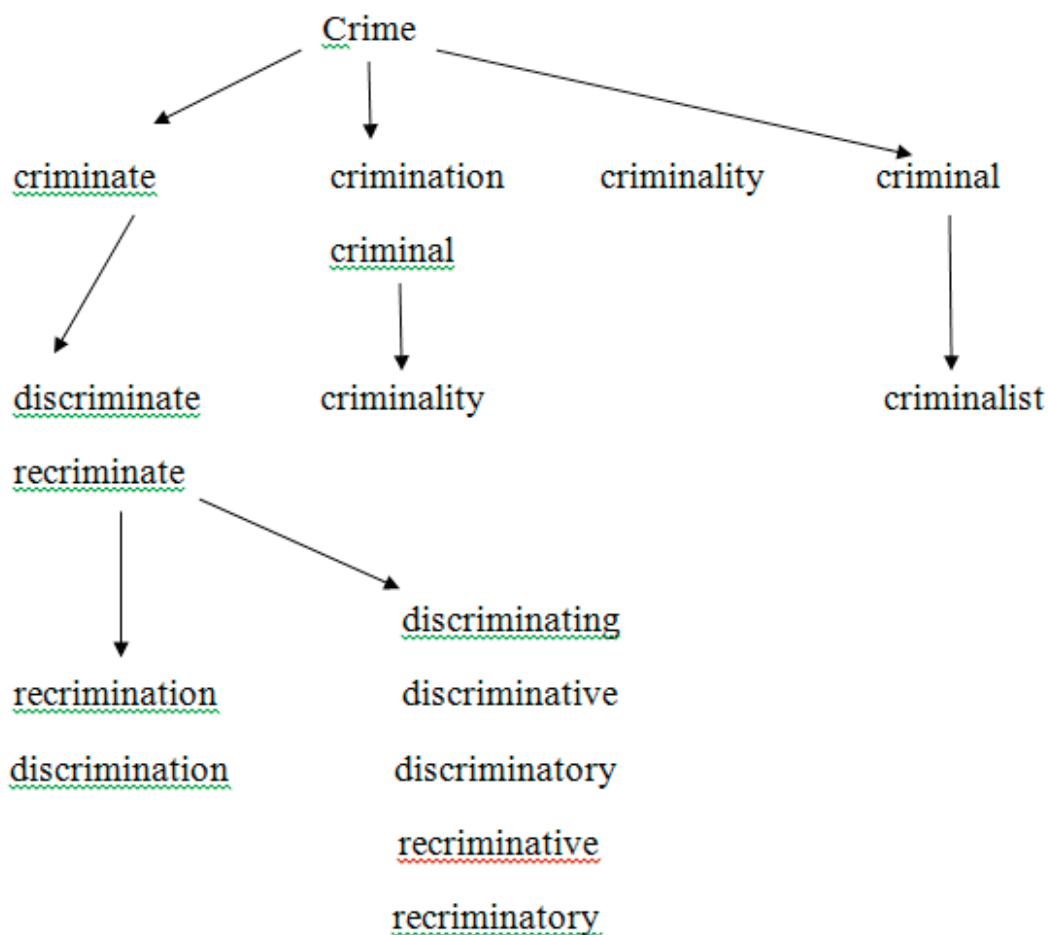 Crime
criminate crimination criminality criminal
criminal
discriminate criminality criminalist
recriminate
discriminating
recrimination discriminative
discrimination discriminatory
recriminative
recriminatory